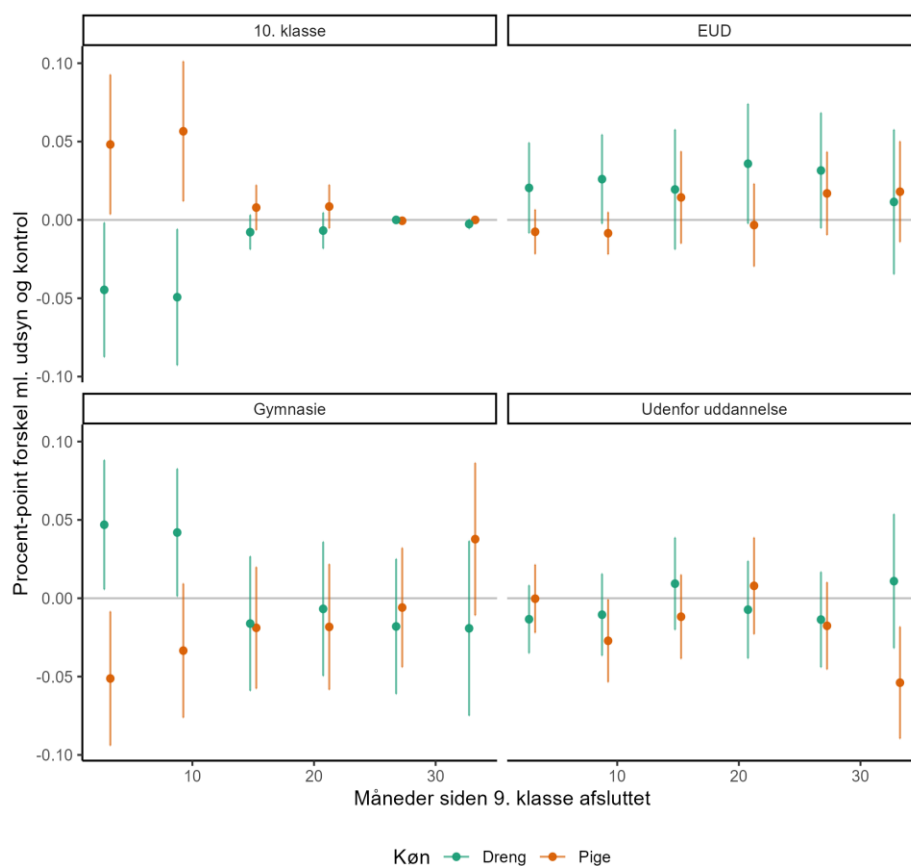 10. klasse
EUD
0.10
0.05
0.00
-0.05
-0.10
Gymnasie
Udenfor uddannelse
0.10
0.05
0.00
-0.05
-0.10
10 20 30 10 20 30
Procent-point forskel ml. udsyn og kontrol
Måneder siden 9. klasse afsluttet
Køn Dreng Pige